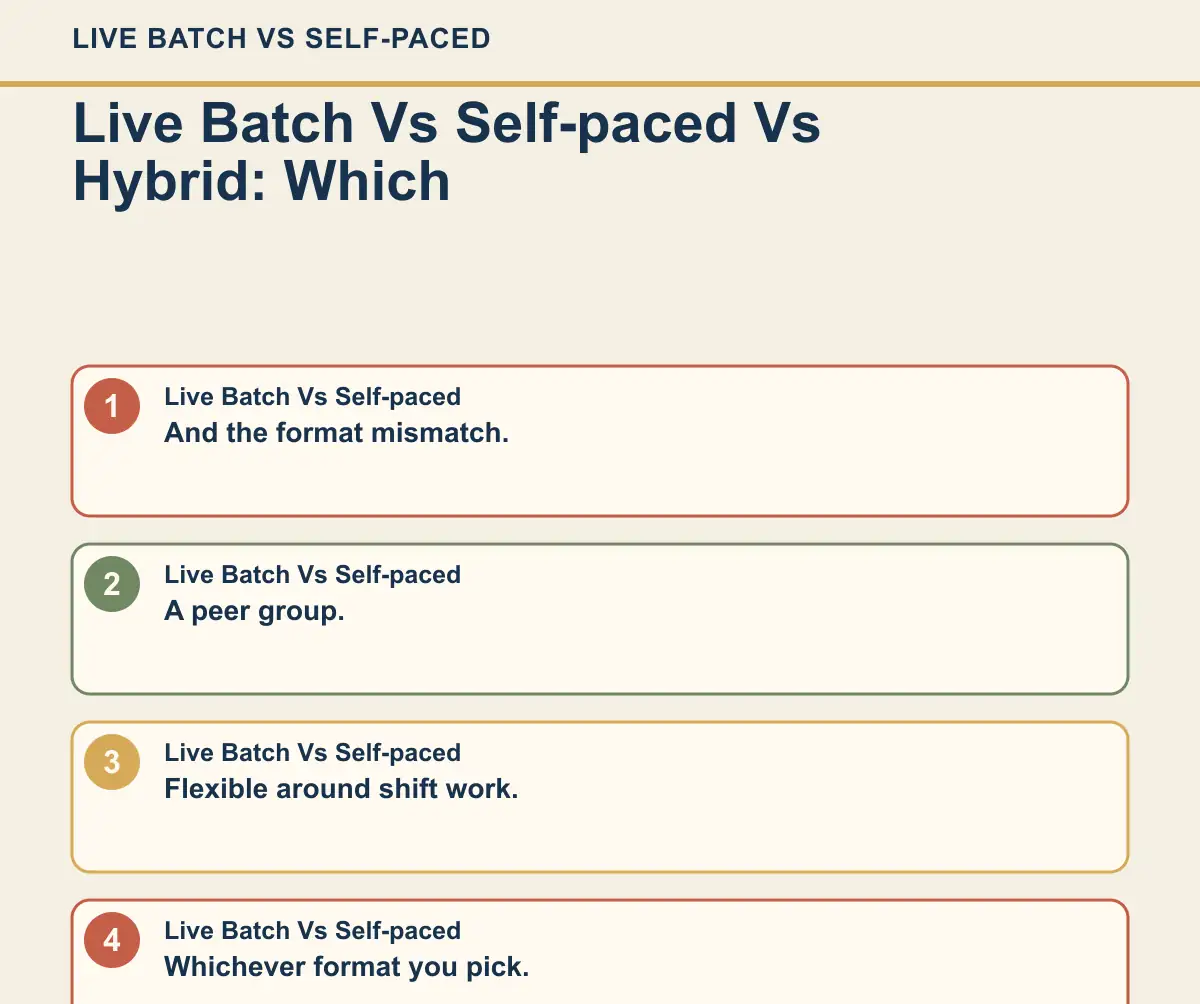 LIVE BATCH VS SELF-PACED
Live Batch Vs Self-paced Vs
Hybrid: Which
1
Live Batch Vs Self-paced
And the format mismatch.
2
Live Batch Vs Self-paced
A peer group.
3
Live Batch Vs Self-paced
Flexible around shift work.
4
Live Batch Vs Self-paced
Whichever format you pick.